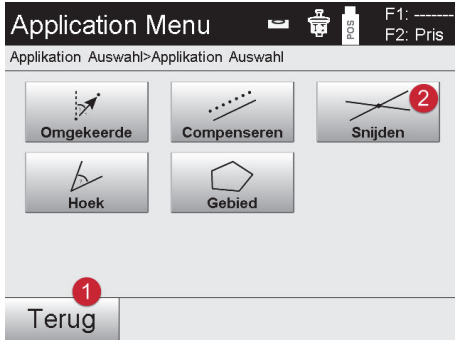 Application Menu
POS
F1: -------
F2: Pris
Applikation Auswahl>Applikation Auswahl
Omgekeerde
Compenseren
2
Snijden
Hoek
Gebied
1
Terug